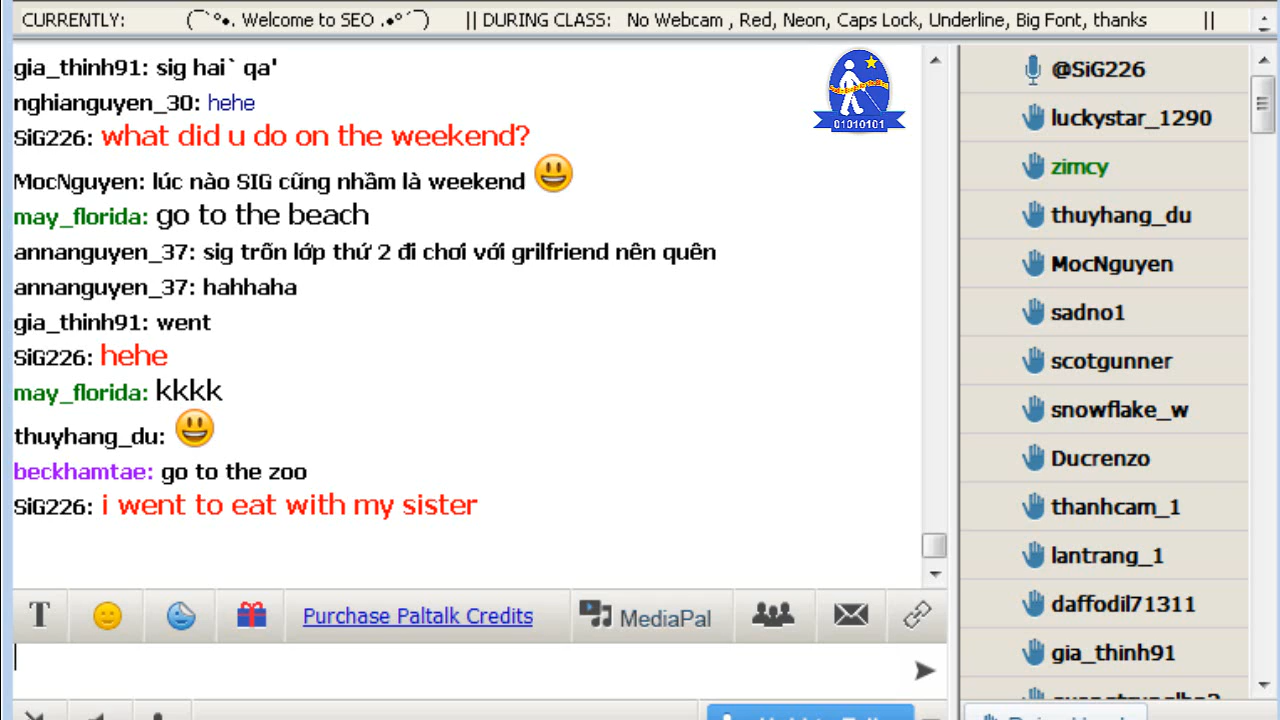 CURRENTLY: (¯`°•. Welcome to SEO .•°´¯) || DURING CLASS: No Webcam , Red, Neon, Caps Lock, Underline, Big Font, thanks ||
gia_thinh91: sig hai` qa'
nghianguyen_30: hehe
SiG226: what did u do on the weekend?
MocNguyen: lúc nào SIG cũng nhầm là weekend
may_florida: go to the beach
annanguyen_37: sig trốn lớp thứ 2 đi chơi với grilfriend nên quên
annanguyen_37: hahhaha
gia_thinh91: went
SiG226: hehe
may_florida: kkkk
thuyhang_du:
beckhamtae: go to the zoo
SiG226: i went to eat with my sister
01010101
T
Purchase Paltalk Credits
MediaPal
@SiG226
luckystar_1290
zimcy
thuyhang_du
MocNguyen
sadno1
scotgunner
snowflake_w
Ducrenzo
thanhcam_1
lantrang_1
daffodil71311
gia_thinh91